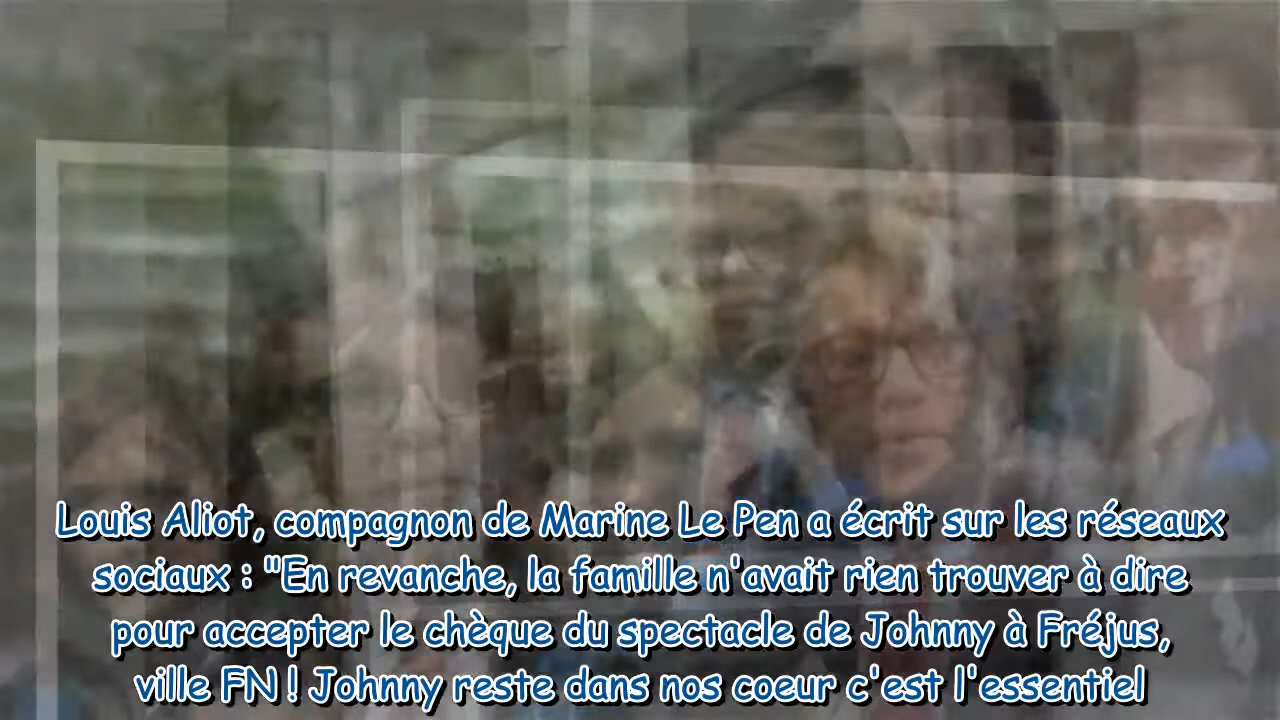 Louis Aliot, compagnon de Marine Le Pen a écrit sur les réseaux
sociaux : "En revanche, la famille n'avait rien trouver à dire
pour accepter le chèque du spectacle de Johnny à Fréjus,
ville FN ! Johnny reste dans nos coeur c'est l'essentiel